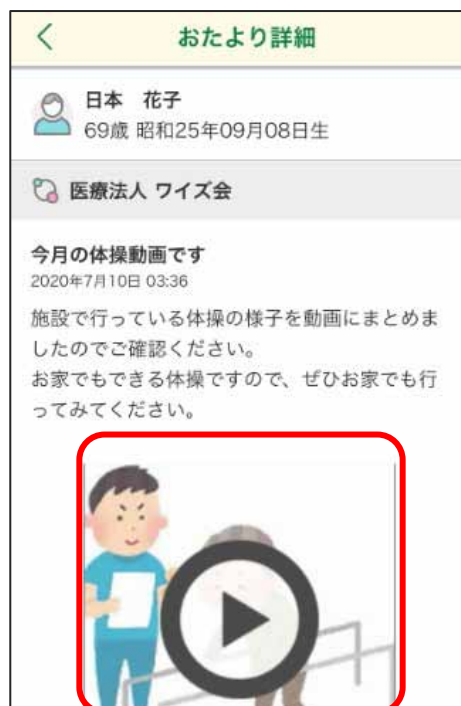 おたより詳細
日本　花子
69歳 昭和25年09月08日生
医療法人 ワイズ会
今月の体操動画です
2020年7月10日 03:36
施設で行っている体操の様子を動画にまとめま
したのでご確認ください。
お家でもできる体操ですので、ぜひお家でも行
ってみてください。